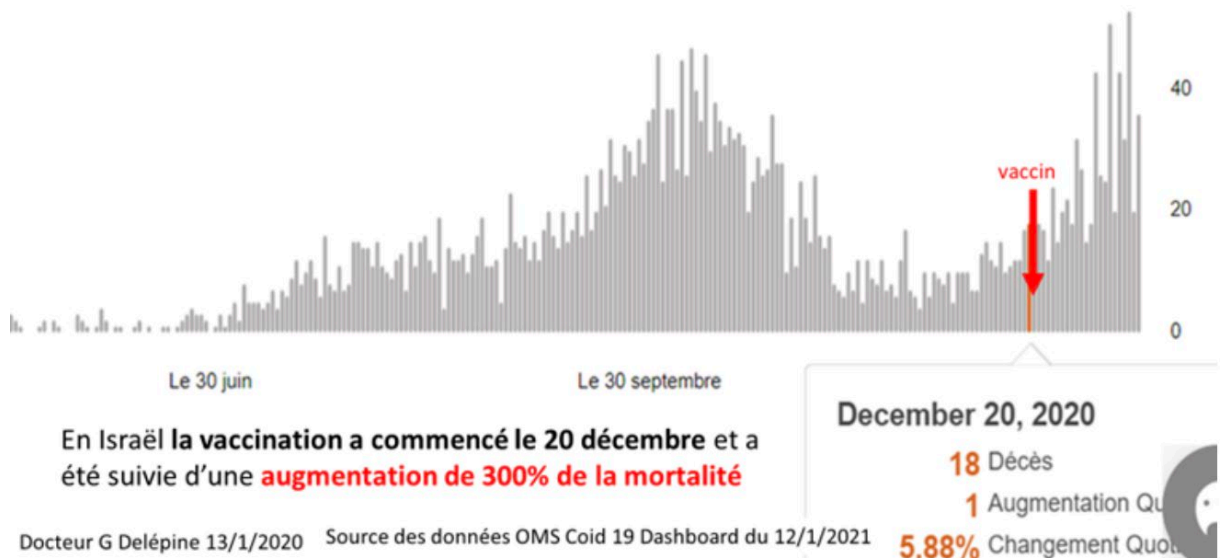 40
vaccin
20
0
Le 30 juin
Le 30 septembre
December 20, 2020
18 Décès
1 Augmentation
5,88% Changement
En Israël la vaccination a commencé le 20 décembre et a
été suivie d’une augmentation de 300% de la mortalité
Docteur G Delépine 13/1/2020
Source des données OMS Coid 19 Dashboard du 12/1/2021